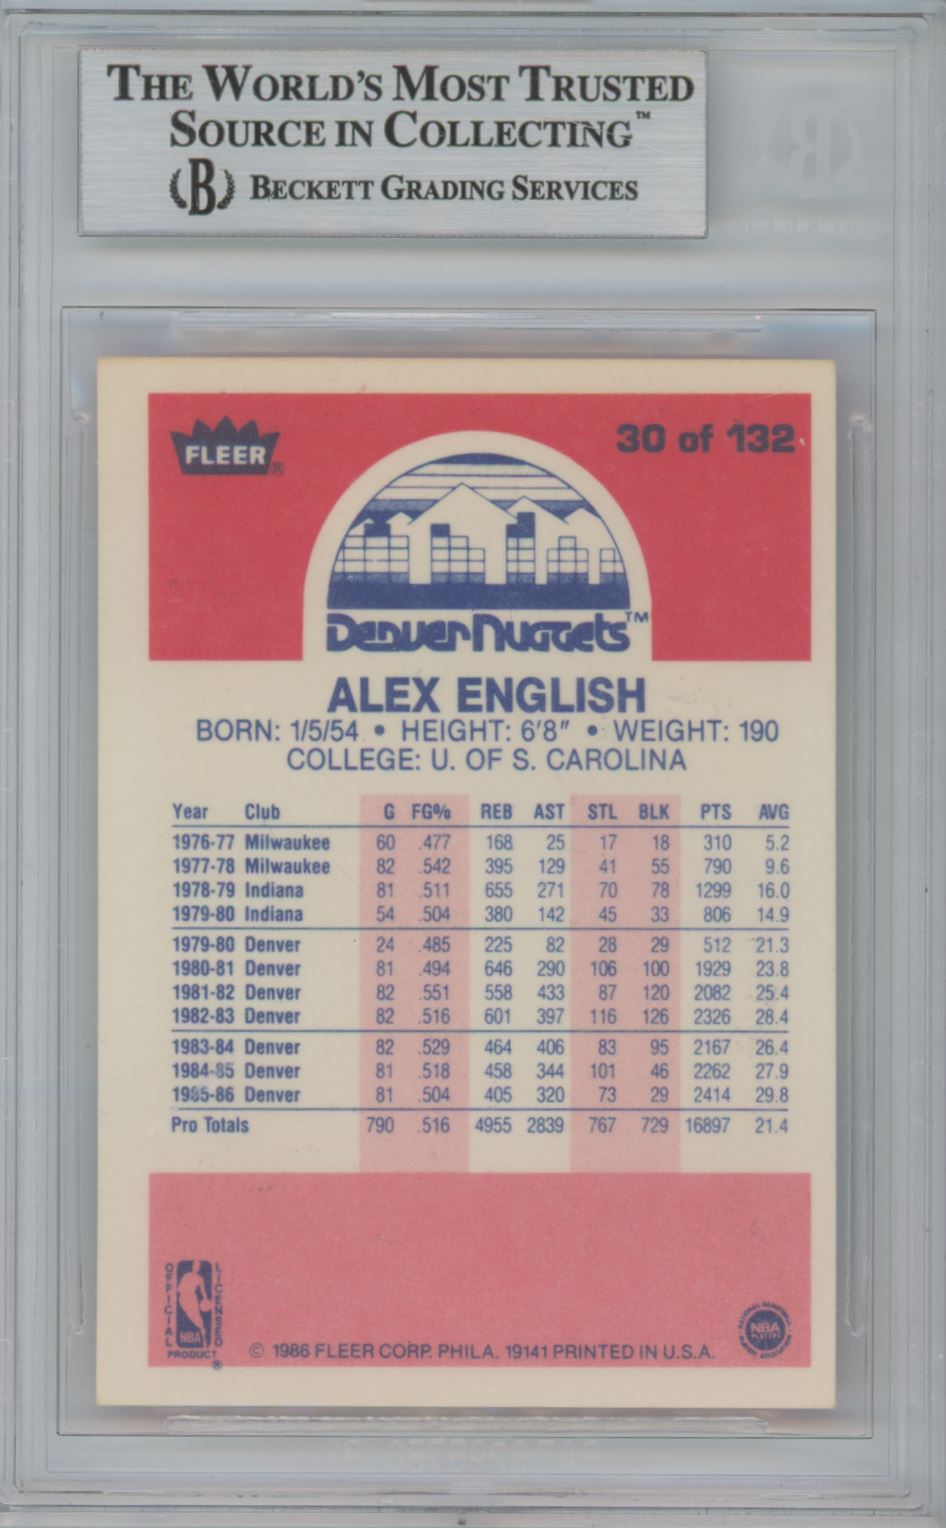 THE WORLD'S MOST TRUSTED
SOURCE IN COLLECTING™
B BECKETT GRADING SERVICES
FLEER®
30 of 132
Denver Nuggets™
ALEX ENGLISH
BORN: 1/5/54 • HEIGHT: 6'8" • WEIGHT: 190
COLLEGE: U. OF S. CAROLINA
Year Club G FG% REB AST STL BLK PTS AVG
1976-77 Milwaukee 60 .477 168 25 17 18 310 5.2
1977-78 Milwaukee 82 .542 395 129 41 55 790 9.6
1978-79 Indiana 81 .511 655 271 70 78 1299 16.0
1979-80 Indiana 54 .504 380 142 45 33 806 14.9
1979-80 Denver 24 .485 225 82 28 29 512 21.3
1980-81 Denver 81 .494 646 290 106 100 1929 23.8
1981-82 Denver 82 .551 558 433 87 120 2082 25.4
1982-83 Denver 82 .516 601 397 116 126 2326 28.4
1983-84 Denver 82 .529 464 406 83 95 2167 26.4
1984-85 Denver 81 .518 458 344 101 46 2262 27.9
1985-86 Denver 81 .504 405 320 73 29 2414 29.8
Pro Totals 790 .516 4955 2839 767 729 16897 21.4
OFFICIAL LICENSED
NBA
PRODUCT ®
© 1986 FLEER CORP. PHILA. 19141 PRINTED IN U.S.A.
NATIONAL BASKETBALL
NBA
PLAYERS
PLAYERS ASSOCIATION